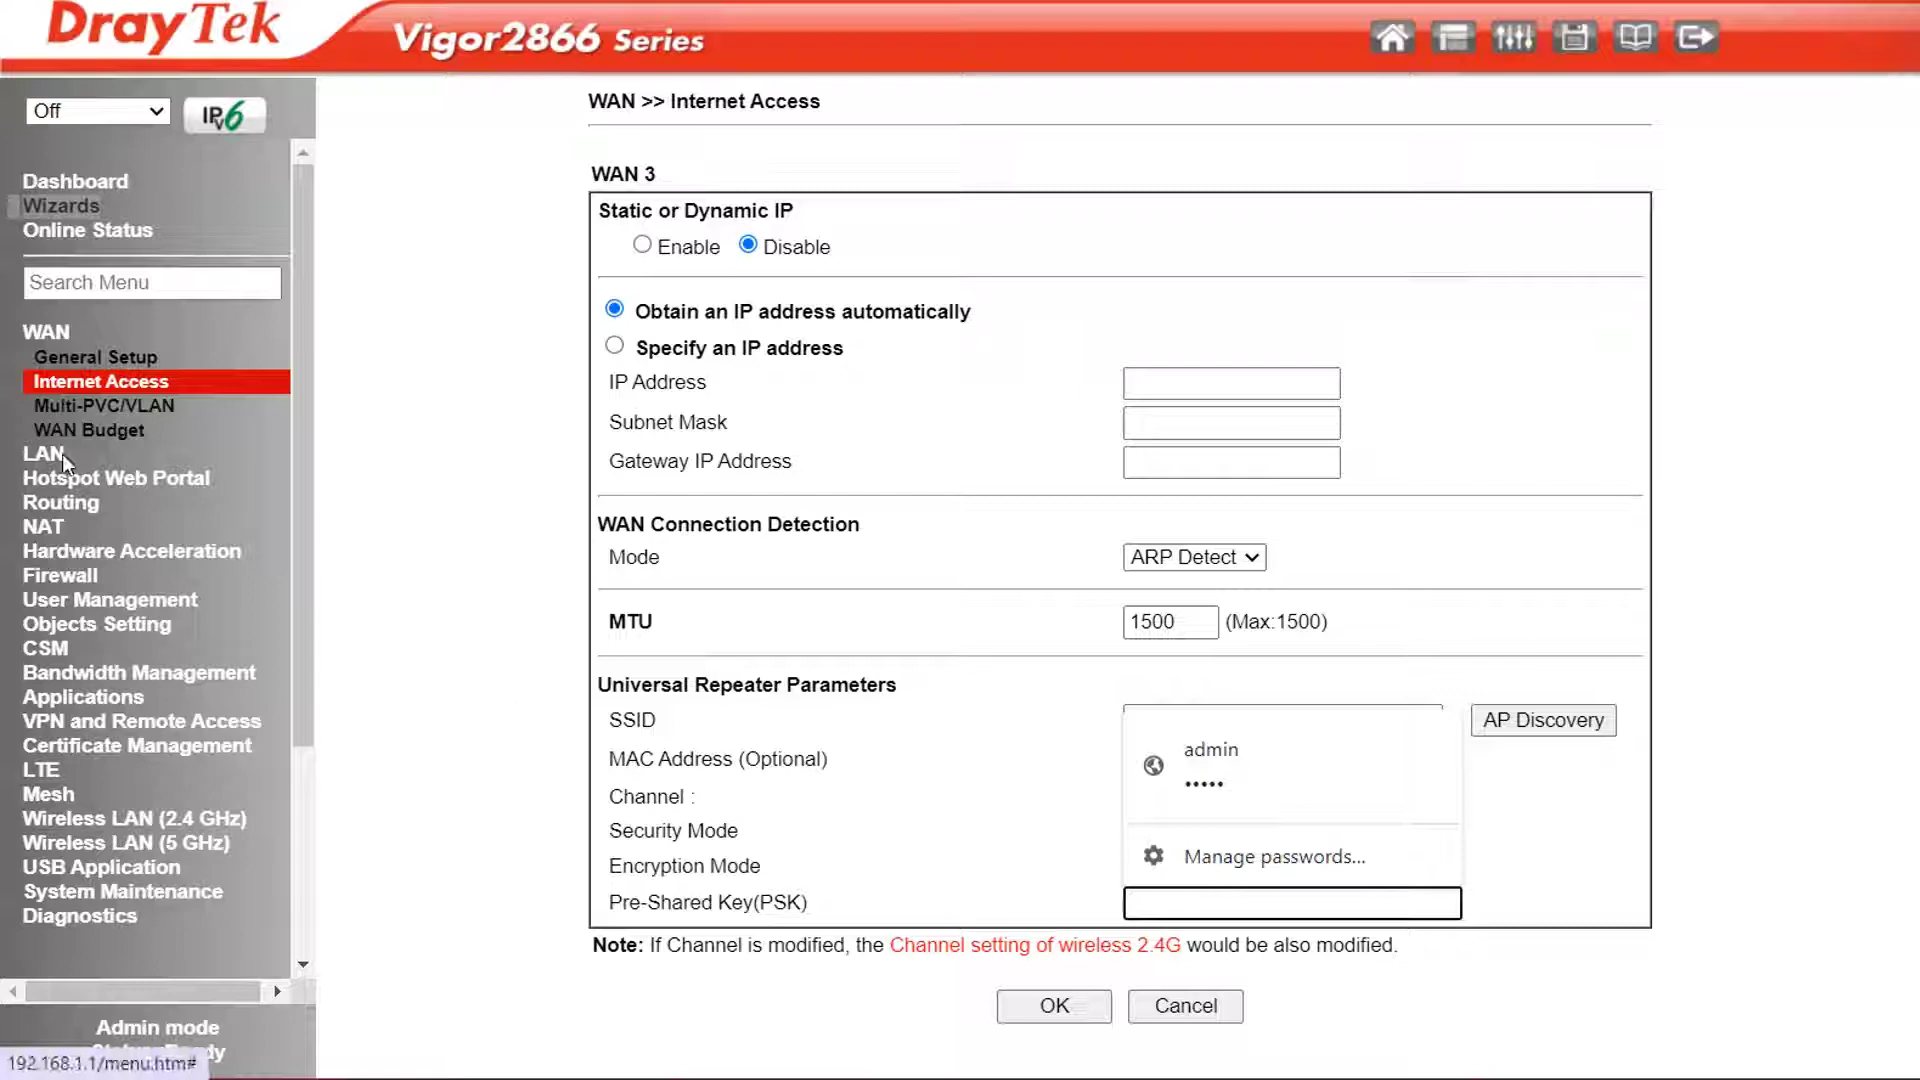 DrayTek
Vigor2866 Series
Off
IPv6
Dashboard
Wizards
Online Status
Search Menu
WAN
General Setup
Internet Access
Multi-PVC/VLAN
WAN Budget
LAN
Hotspot Web Portal
Routing
NAT
Hardware Acceleration
Firewall
User Management
Objects Setting
CSM
Bandwidth Management
Applications
VPN and Remote Access
Certificate Management
LTE
Mesh
Wireless LAN (2.4 GHz)
Wireless LAN (5 GHz)
USB Application
System Maintenance
Diagnostics
Admin mode
192.168.1.1/menu.htm#
WAN >> Internet Access
WAN 3
Static or Dynamic IP
Enable Disable
Obtain an IP address automatically
Specify an IP address
IP Address
Subnet Mask
Gateway IP Address
WAN Connection Detection
Mode ARP Detect
MTU 1500 (Max:1500)
Universal Repeater Parameters
SSID AP Discovery
MAC Address (Optional)
Channel :
Security Mode
Encryption Mode
Pre-Shared Key(PSK)
admin
•••••
Manage passwords...
Note: If Channel is modified, the Channel setting of wireless 2.4G would be also modified.
OK Cancel